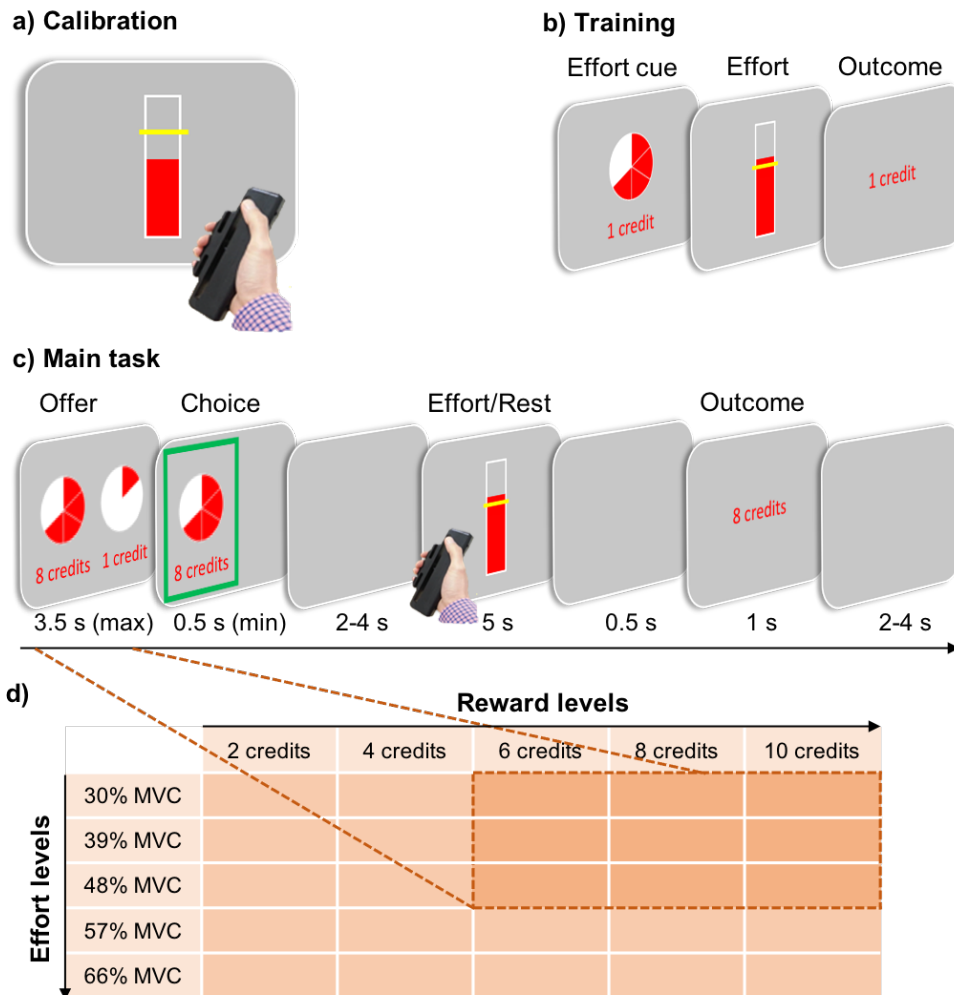 a) Calibration
b) Training
Effort cue
Effort
Outcome
1 credit
1 credit
c) Main task
Offer
Choice
Effort/Rest
Outcome
8 credits
1 credit
8 credits
8 credits
3.5 s (max)
0.5 s (min)
2-4 s
5 s
0.5 s
1 s
2-4 s
d)
Reward levels
2 credits
4 credits
6 credits
8 credits
10 credits
Effort levels
30% MVC
39% MVC
48% MVC
57% MVC
66% MVC